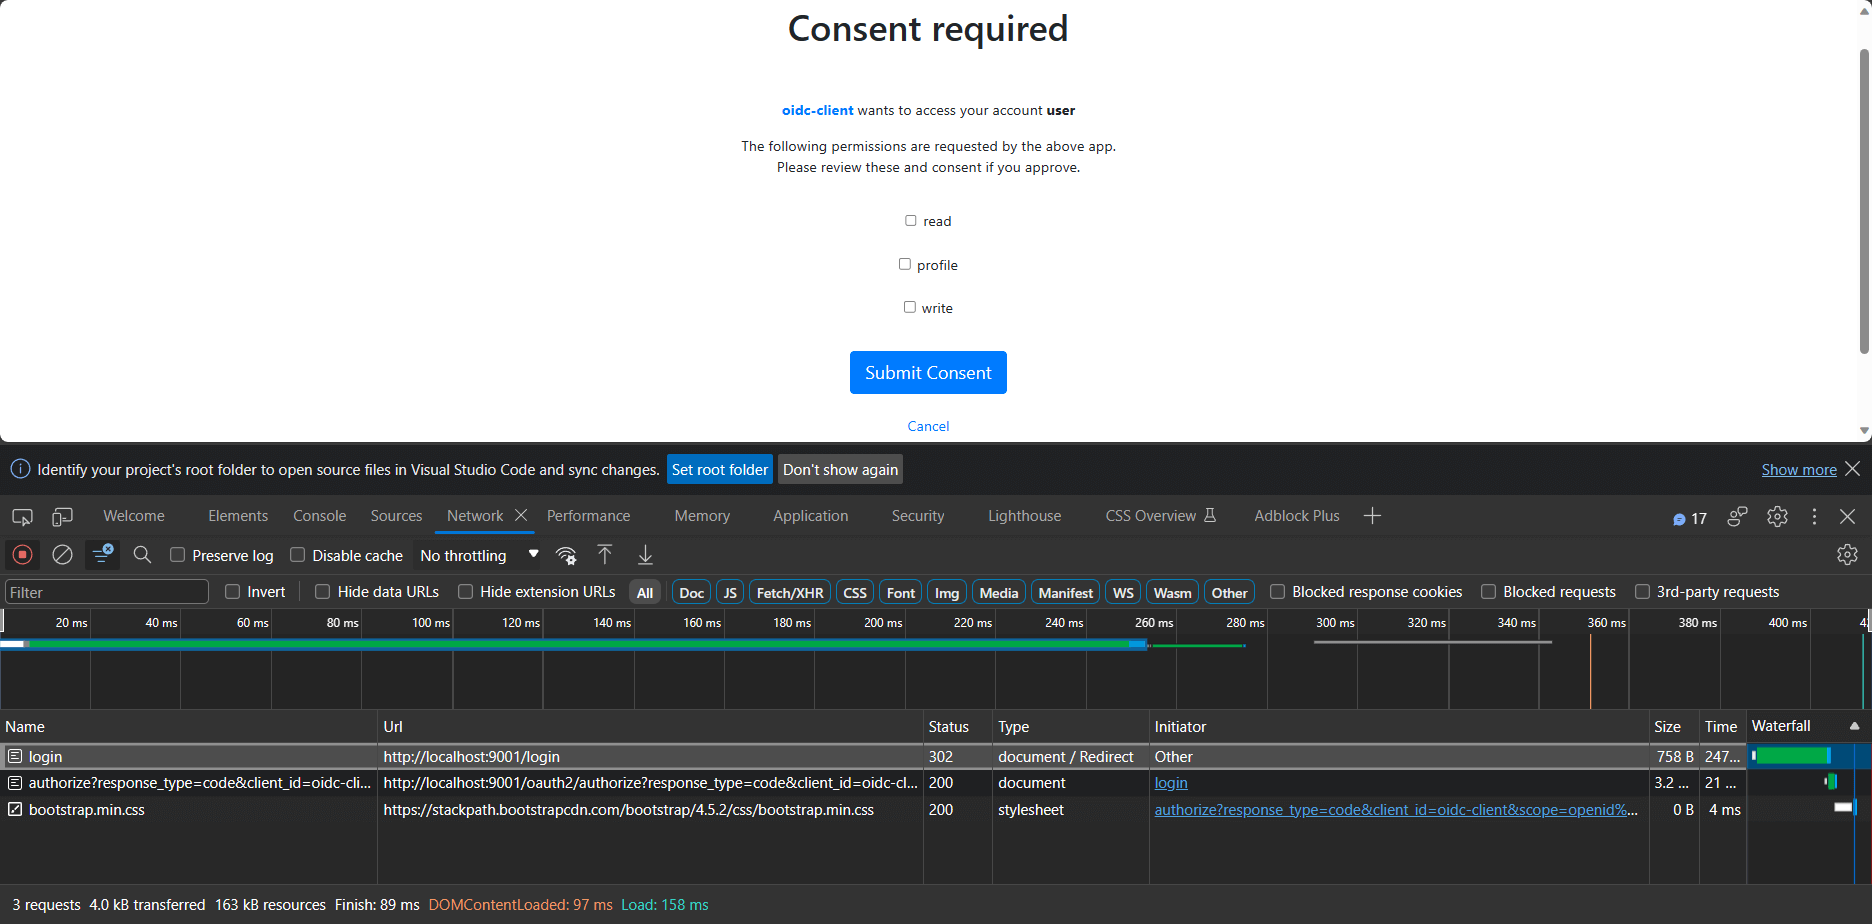 Consent required
oidc-client wants to access your account user
The following permissions are requested by the above app.
Please review these and consent if you approve.
read
profile
write
Submit Consent
Cancel
Identify your project's root folder to open source files in Visual Studio Code and sync changes. Set root folder Don't show again Show more
Welcome Elements Console Sources Network Performance Memory Application Security Lighthouse CSS Overview Adblock Plus 17
Preserve log Disable cache No throttling
Filter Invert Hide data URLs Hide extension URLs All Doc JS Fetch/XHR CSS Font Img Media Manifest WS Wasm Other Blocked response cookies Blocked requests 3rd-party requests
20 ms 40 ms 60 ms 80 ms 100 ms 120 ms 140 ms 160 ms 180 ms 200 ms 220 ms 240 ms 260 ms 280 ms 300 ms 320 ms 340 ms 360 ms 380 ms 400 ms
Name Url Status Type Initiator Size Time Waterfall
login http://localhost:9001/login 302 document / Redirect Other 758 B 247...
authorize?response_type=code&client_id=oidc-cli... http://localhost:9001/oauth2/authorize?response_type=code&client_id=oidc-cl... 200 document login 3.2 ... 21 ...
bootstrap.min.css https://stackpath.bootstrapcdn.com/bootstrap/4.5.2/css/bootstrap.min.css 200 stylesheet authorize?response_type=code&client_id=oidc-client&scope=openid%... 0 B 4 ms
3 requests 4.0 kB transferred 163 kB resources Finish: 89 ms DOMContentLoaded: 97 ms Load: 158 ms